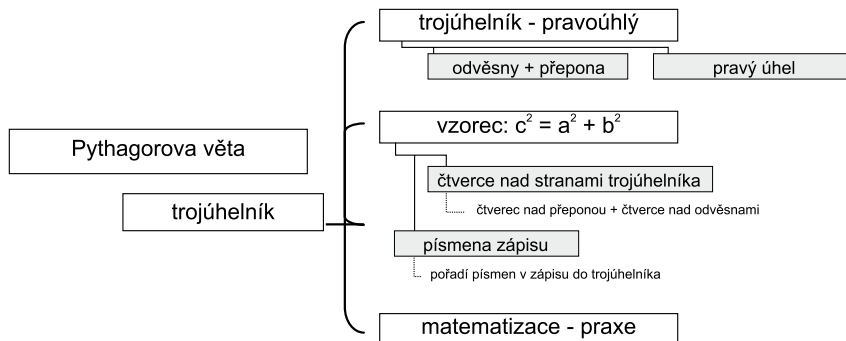 Pythagorova věta
trojúhelník
trojúhelník - pravoúhlý
odvěsny + přepona
pravý úhel
vzorec: c² = a² + b²
čtverce nad stranami trojúhelníka
čtverec nad přeponou + čtverce nad odvěsnami
písmena zápisu
pořadí písmen v zápisu do trojúhelníka
matematizace - praxe